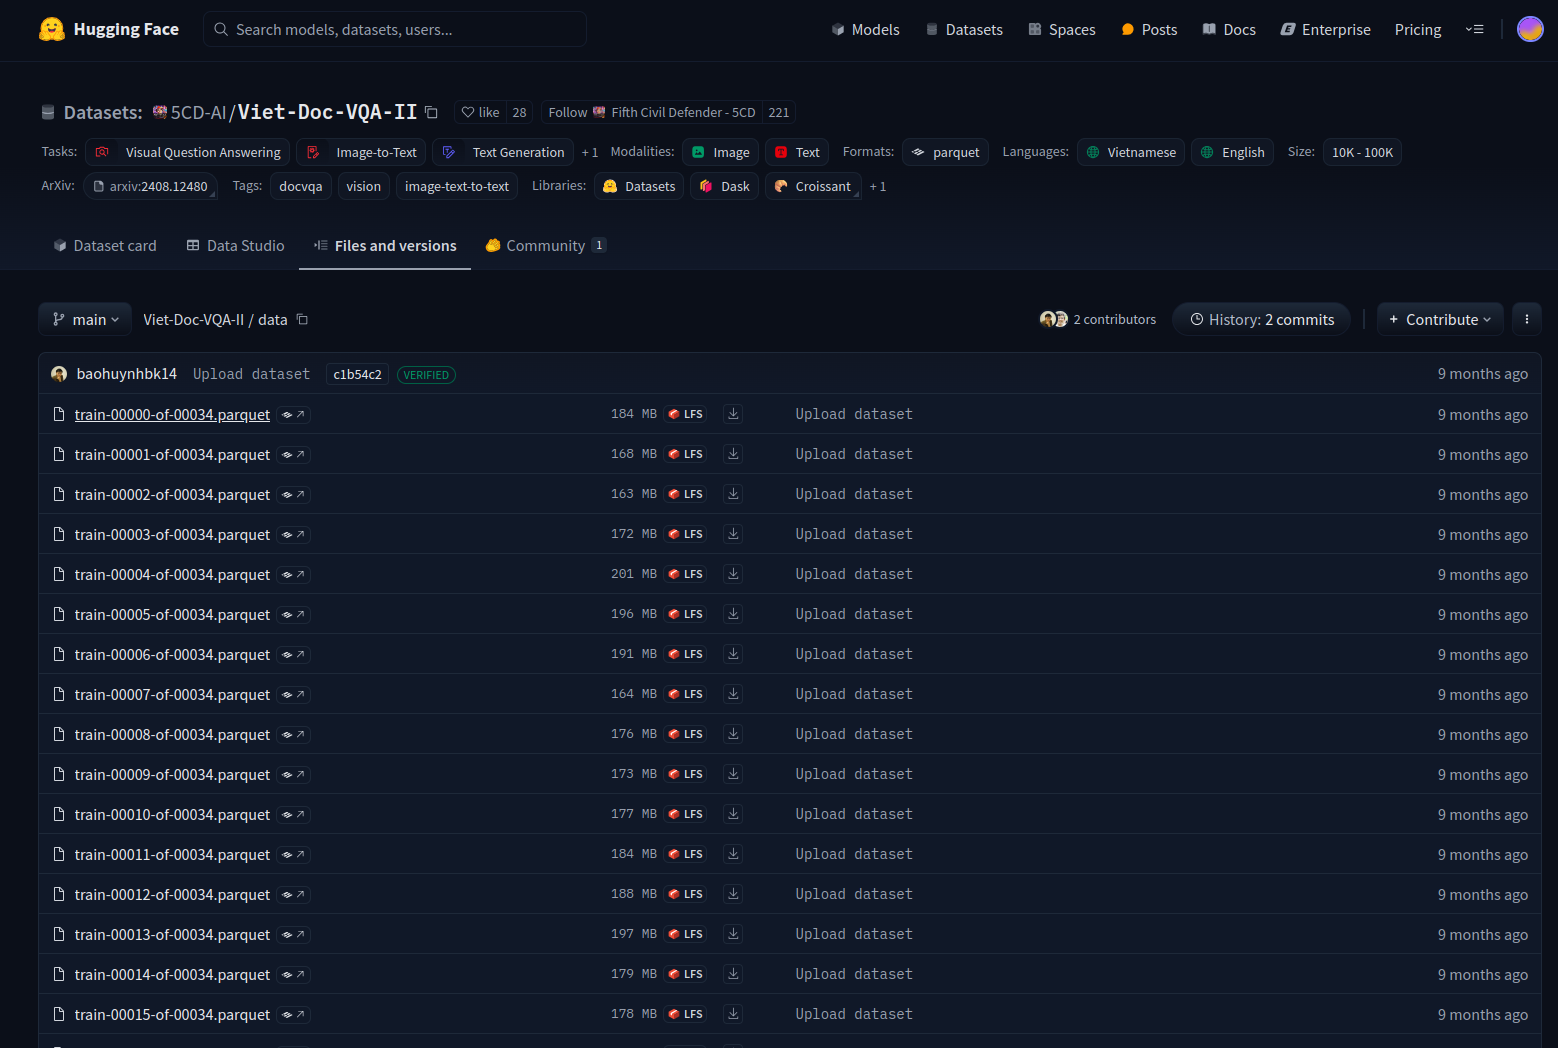 Hugging Face Search models, datasets, users... Models Datasets Spaces Posts Docs Enterprise Pricing
Datasets: 5CD-AI/Viet-Doc-VQA-II like 28 Follow Fifth Civil Defender - 5CD 221
Tasks: Visual Question Answering Image-to-Text Text Generation + 1 Modalities: Image Text Formats: parquet Languages: Vietnamese English Size: 10K - 100K
ArXiv: arxiv:2408.12480 Tags: docvqa vision image-text-to-text Libraries: Datasets Dask Croissant + 1
Dataset card Data Studio Files and versions Community 1
main Viet-Doc-VQA-II / data 2 contributors History: 2 commits + Contribute
baohuynhbk14 Upload dataset c1b54c2 VERIFIED 9 months ago
train-00000-of-00034.parquet 184 MB LFS Upload dataset 9 months ago
train-00001-of-00034.parquet 168 MB LFS Upload dataset 9 months ago
train-00002-of-00034.parquet 163 MB LFS Upload dataset 9 months ago
train-00003-of-00034.parquet 172 MB LFS Upload dataset 9 months ago
train-00004-of-00034.parquet 201 MB LFS Upload dataset 9 months ago
train-00005-of-00034.parquet 196 MB LFS Upload dataset 9 months ago
train-00006-of-00034.parquet 191 MB LFS Upload dataset 9 months ago
train-00007-of-00034.parquet 164 MB LFS Upload dataset 9 months ago
train-00008-of-00034.parquet 176 MB LFS Upload dataset 9 months ago
train-00009-of-00034.parquet 173 MB LFS Upload dataset 9 months ago
train-00010-of-00034.parquet 177 MB LFS Upload dataset 9 months ago
train-00011-of-00034.parquet 184 MB LFS Upload dataset 9 months ago
train-00012-of-00034.parquet 188 MB LFS Upload dataset 9 months ago
train-00013-of-00034.parquet 197 MB LFS Upload dataset 9 months ago
train-00014-of-00034.parquet 179 MB LFS Upload dataset 9 months ago
train-00015-of-00034.parquet 178 MB LFS Upload dataset 9 months ago